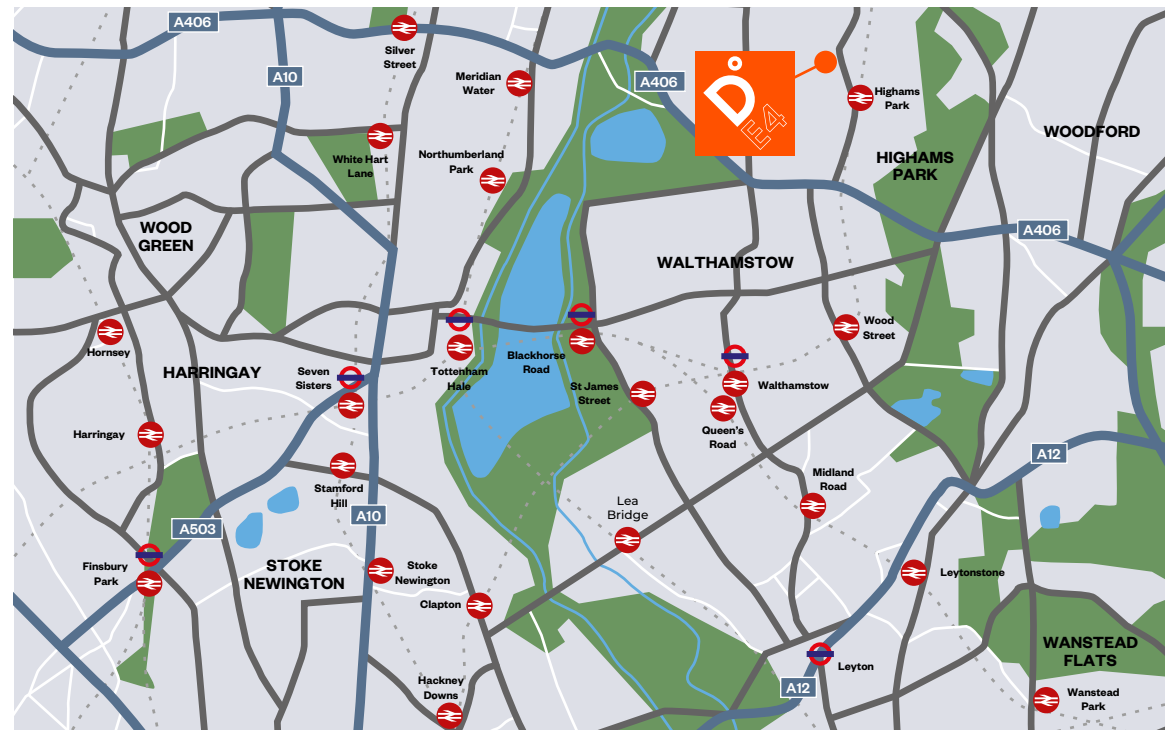 A406
Silver
Street
A10
Meridian
Water
A406
D
E4
Highams
Park
WOODFORD
White Hart
Lane
Northumberland
Park
HIGHAMS
PARK
WOOD
GREEN
A406
WALTHAMSTOW
Hornsey
HARRINGAY
Seven
Sisters
Tottenham
Hale
Blackhorse
Road
Wood
Street
St James
Street
Walthamstow
Queen's
Road
Harringay
A12
Stamford
Hill
Midland
Road
Lea
Bridge
A503
A10
Finsbury
Park
STOKE
NEWINGTON
Stoke
Newington
Clapton
Leytonstone
Leyton
WANSTEAD
FLATS
Hackney
Downs
A12
Wanstead
Park